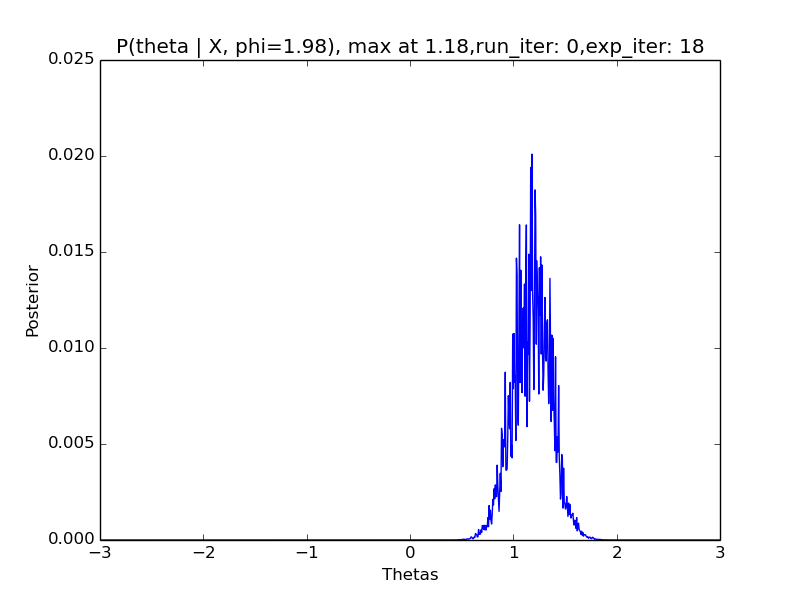 P(theta | X, phi=1.98), max at 1.18,run_iter: 0,exp_iter: 18
0.025
0.020
0.015
0.010
0.005
0.000
Posterior
−3 −2 −1 0 1 2 3
Thetas